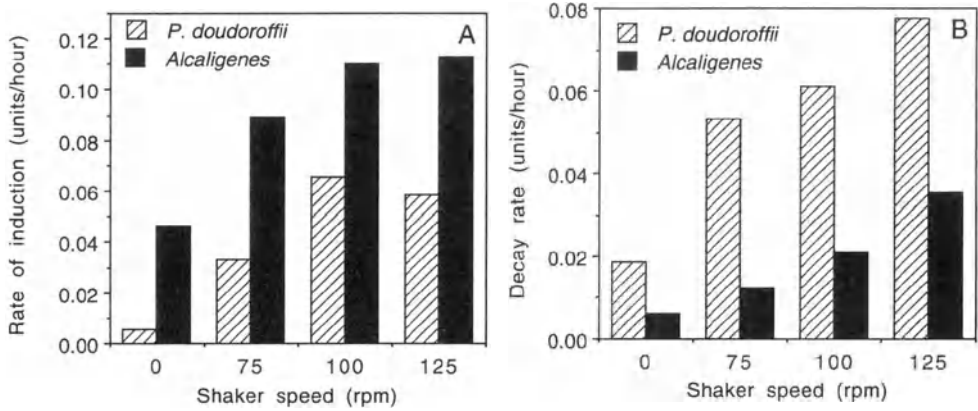 A
P. doudoroffii
Alcaligenes
Rate of induction (units/hour)
0.12
0.10
0.08
0.06
0.04
0.02
0.00
0 75 100 125
Shaker speed (rpm)
B
P. doudoroffii
Alcaligenes
Decay rate (units/hour)
0.08
0.06
0.04
0.02
0.00
0 75 100 125
Shaker speed (rpm)